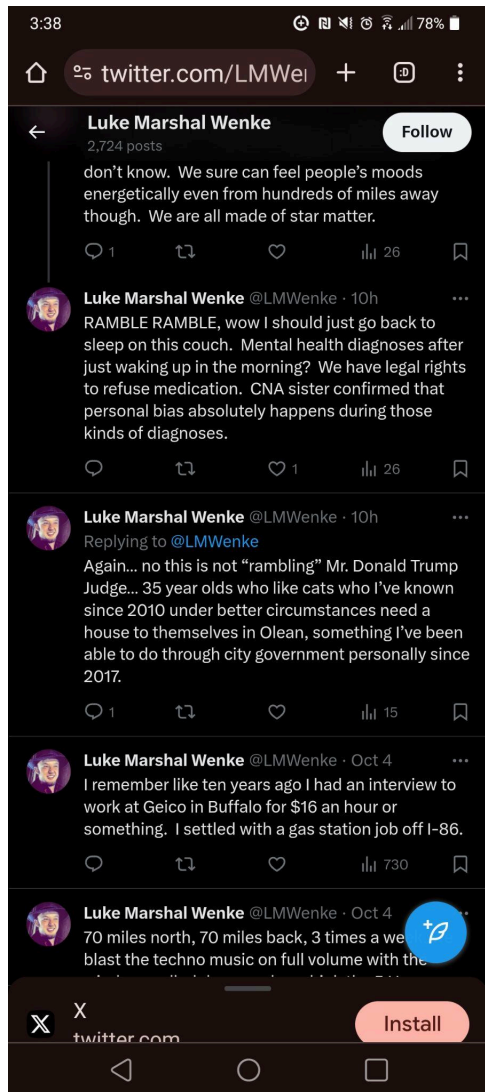 3:38
78%
twitter.com/LMWe
:D
Luke Marshal Wenke
2,724 posts
Follow
don't know. We sure can feel people's moods
energetically even from hundreds of miles away
though. We are all made of star matter.
1
26
Luke Marshal Wenke @LMWenke · 10h
RAMBLE RAMBLE, wow I should just go back to
sleep on this couch. Mental health diagnoses after
just waking up in the morning? We have legal rights
to refuse medication. CNA sister confirmed that
personal bias absolutely happens during those
kinds of diagnoses.
1
26
Luke Marshal Wenke @LMWenke · 10h
Replying to @LMWenke
Again... no this is not “rambling” Mr. Donald Trump
Judge... 35 year olds who like cats who I've known
since 2010 under better circumstances need a
house to themselves in Olean, something I've been
able to do through city government personally since
2017.
1
15
Luke Marshal Wenke @LMWenke · Oct 4
I remember like ten years ago I had an interview to
work at Geico in Buffalo for $16 an hour or
something. I settled with a gas station job off I-86.
730
Luke Marshal Wenke @LMWenke · Oct 4
70 miles north, 70 miles back, 3 times a we
blast the techno music on full volume with the
X
twitter.com
Install